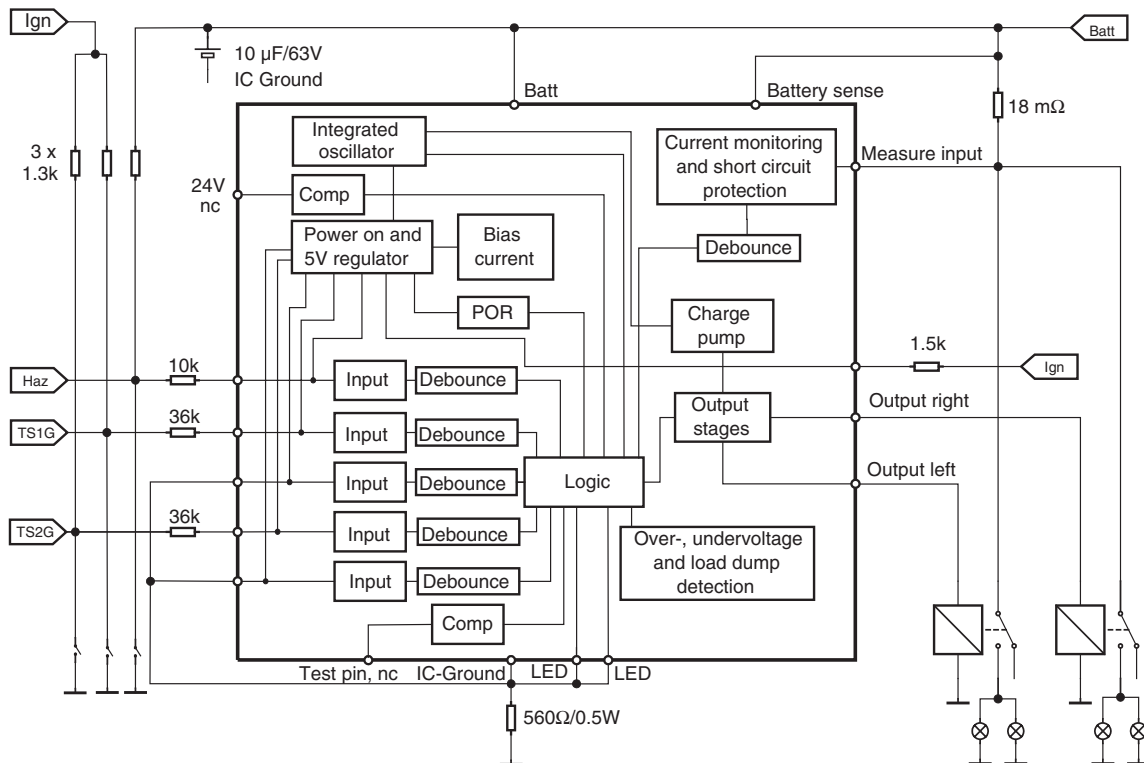 Ign
10 µF/63V
IC Ground
Batt
Batt
Battery sense
18 mΩ
3 x
1.3k
Integrated
oscillator
Current monitoring
and short circuit
protection
Measure input
24V
nc
Comp
Power on and
5V regulator
Bias
current
Debounce
POR
Charge
pump
1.5k
Ign
Haz
10k
Input
Debounce
Output
stages
Output right
TS1G
36k
Input
Debounce
Input
Debounce
Logic
Output left
TS2G
36k
Input
Debounce
Over-, undervoltage
and load dump
detection
Input
Debounce
Comp
Test pin, nc
IC-Ground
LED
LED
560Ω/0.5W